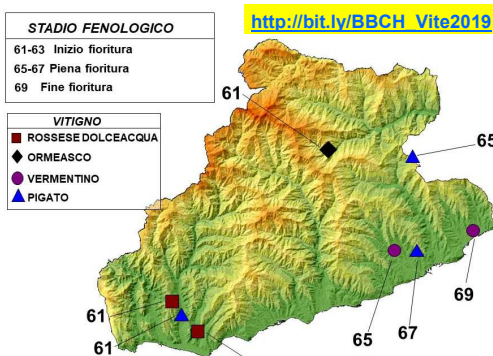 http://bit.ly/BBCH_Vite2019
STADIO FENOLOGICO
61-63 Inizio fioritura
65-67 Piena fioritura
69 Fine fioritura
VITIGNO
ROSSESE DOLCEACQUA
ORMEASCO
VERMENTINO
PIGATO
61
65
69
67
65
61
61